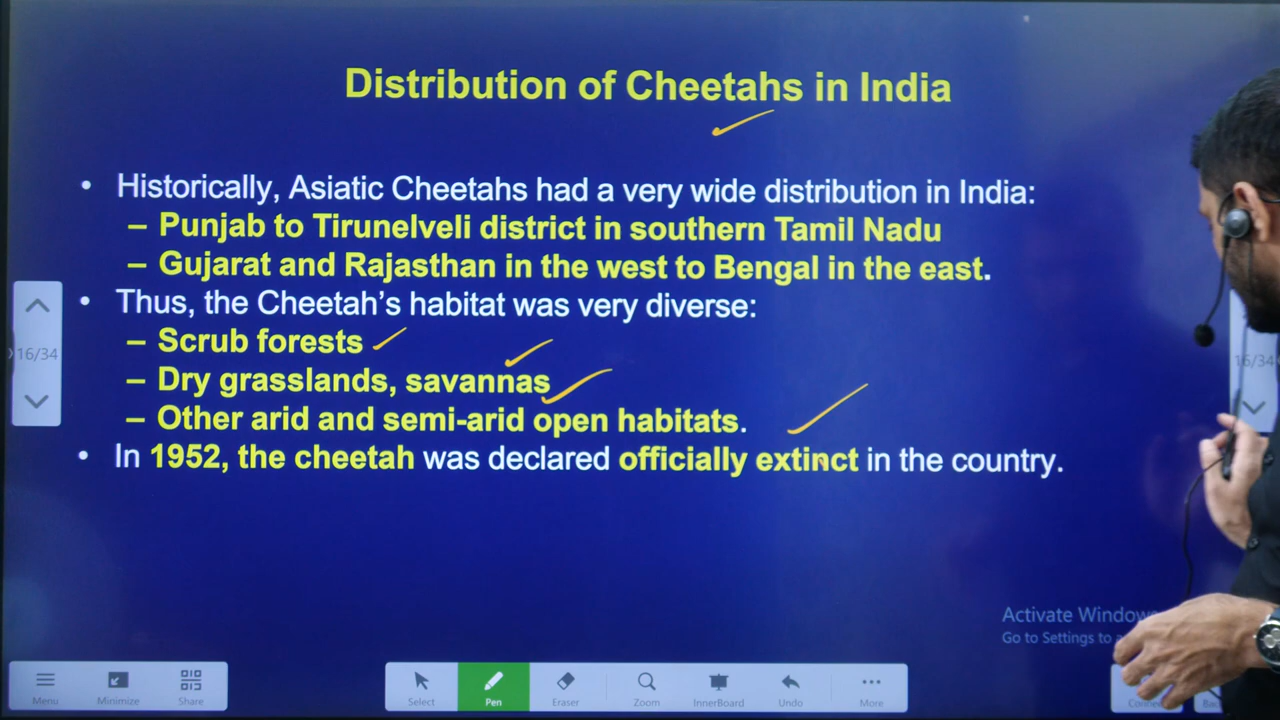 Distribution of Cheetahs in India
• Historically, Asiatic Cheetahs had a very wide distribution in India:
– Punjab to Tirunelveli district in southern Tamil Nadu
– Gujarat and Rajasthan in the west to Bengal in the east.
• Thus, the Cheetah’s habitat was very diverse:
– Scrub forests
– Dry grasslands, savannas
– Other arid and semi-arid open habitats.
• In 1952, the cheetah was declared officially extinct in the country.
16/34
16/34
Activate Windows
Go to Settings to
Menu Minimize Share Select Pen Eraser Zoom InnerBoard Undo More